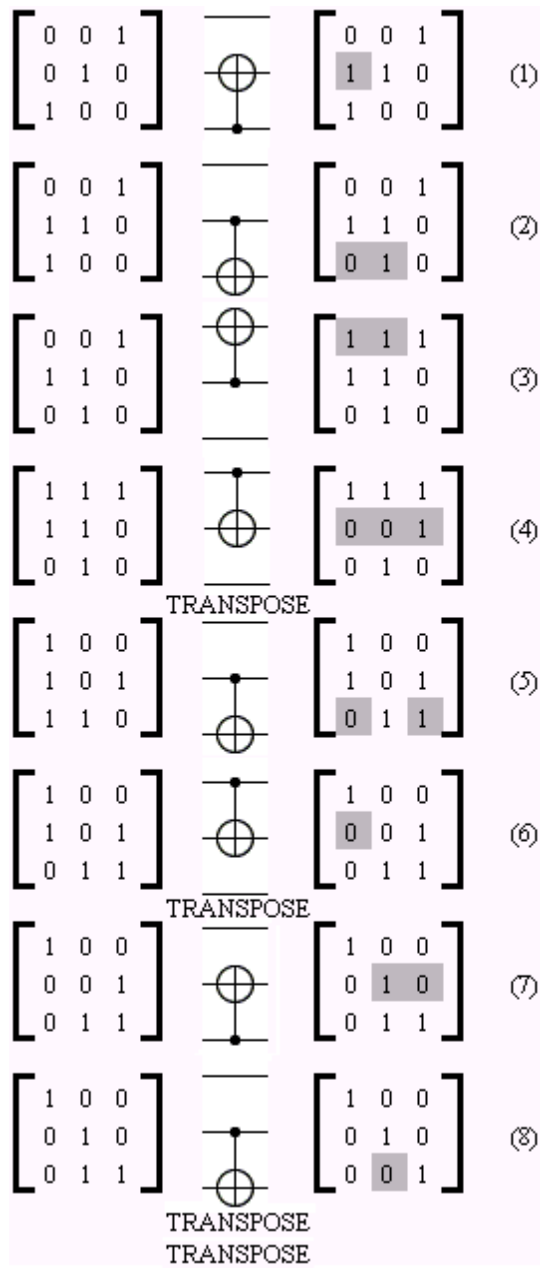 0 0 1 0 0 1
0 1 0 1 1 0 (1)
1 0 0 1 0 0
0 0 1 0 0 1
1 1 0 1 1 0 (2)
1 0 0 0 1 0
0 0 1 1 1 1
1 1 0 1 1 0 (3)
0 1 0 0 1 0
1 1 1 1 1 1
1 1 0 0 0 1 (4)
0 1 0 0 1 0
TRANSPOSE
1 0 0 1 0 0
1 0 1 1 0 1 (5)
1 1 0 0 1 1
1 0 0 1 0 0
1 0 1 0 0 1 (6)
0 1 1 0 1 1
TRANSPOSE
1 0 0 1 0 0
0 0 1 0 1 0 (7)
0 1 1 0 1 1
1 0 0 1 0 0
0 1 0 0 1 0 (8)
0 1 1 0 0 1
TRANSPOSE
TRANSPOSE